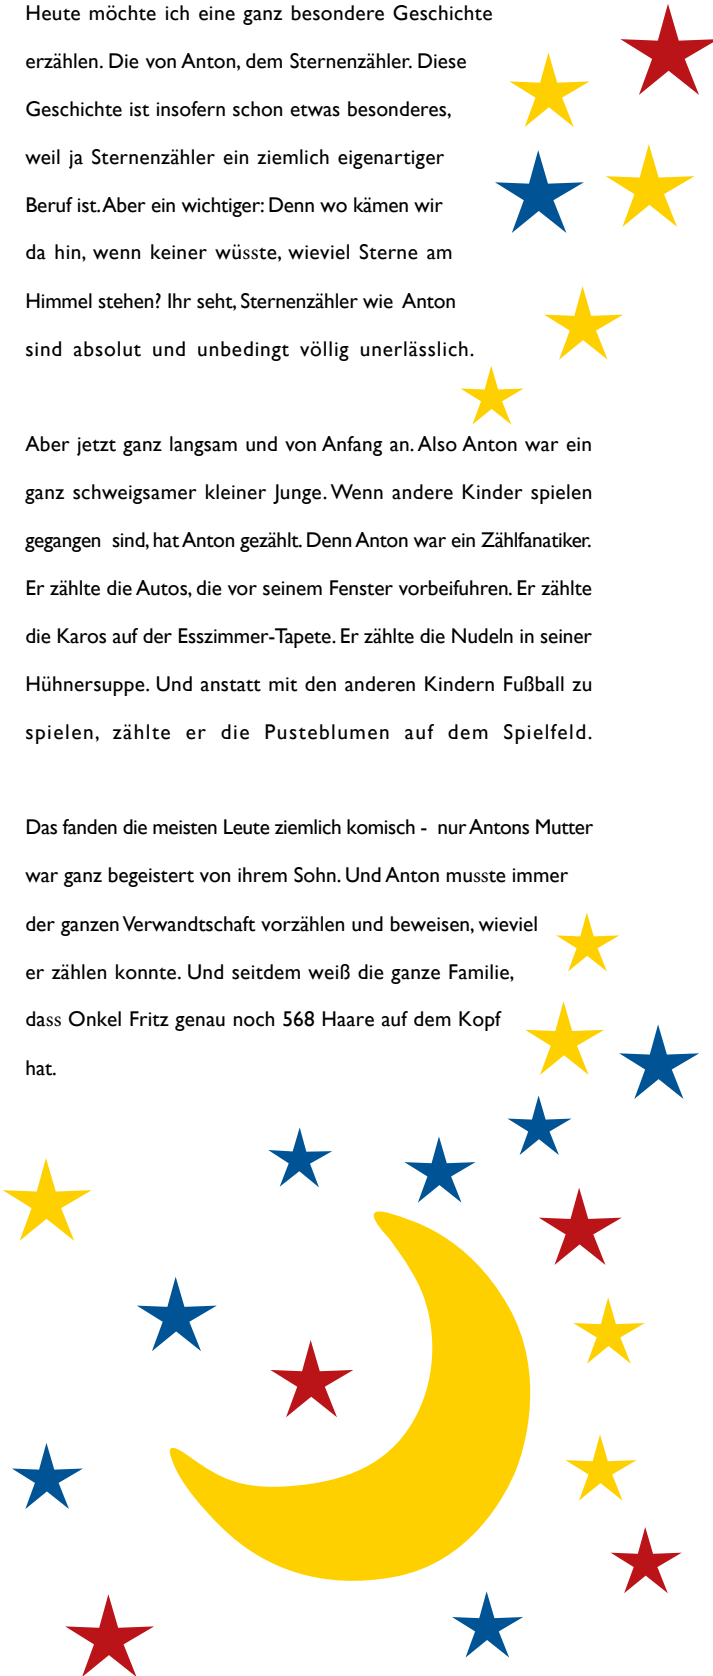 Heute möchte ich eine ganz besondere Geschichte
erzählen. Die von Anton, dem Sternenzähler. Diese
Geschichte ist insofern schon etwas besonderes,
weil ja Sternenzähler ein ziemlich eigenartiger
Beruf ist. Aber ein wichtiger: Denn wo kämen wir
da hin, wenn keiner wüsste, wieviel Sterne am
Himmel stehen? Ihr seht, Sternenzähler wie Anton
sind absolut und unbedingt völlig unerlässlich.
Aber jetzt ganz langsam und von Anfang an. Also Anton war ein
ganz schweigsamer kleiner Junge. Wenn andere Kinder spielen
gegangen sind, hat Anton gezählt. Denn Anton war ein Zählfanatiker.
Er zählte die Autos, die vor seinem Fenster vorbeifuhren. Er zählte
die Karos auf der Esszimmer-Tapete. Er zählte die Nudeln in seiner
Hühnersuppe. Und anstatt mit den anderen Kindern Fußball zu
spielen, zählte er die Pusteblumen auf dem Spielfeld.
Das fanden die meisten Leute ziemlich komisch - nur Antons Mutter
war ganz begeistert von ihrem Sohn. Und Anton musste immer
der ganzen Verwandtschaft vorzählen und beweisen, wieviel
er zählen konnte. Und seitdem weiß die ganze Familie,
dass Onkel Fritz genau noch 568 Haare auf dem Kopf
hat.